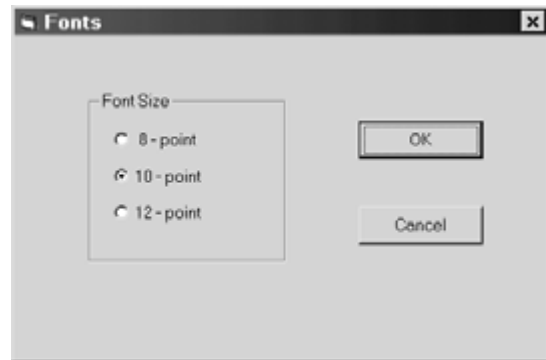 Fonts
Font Size
8 - point
10 - point
12 - point
OK
Cancel